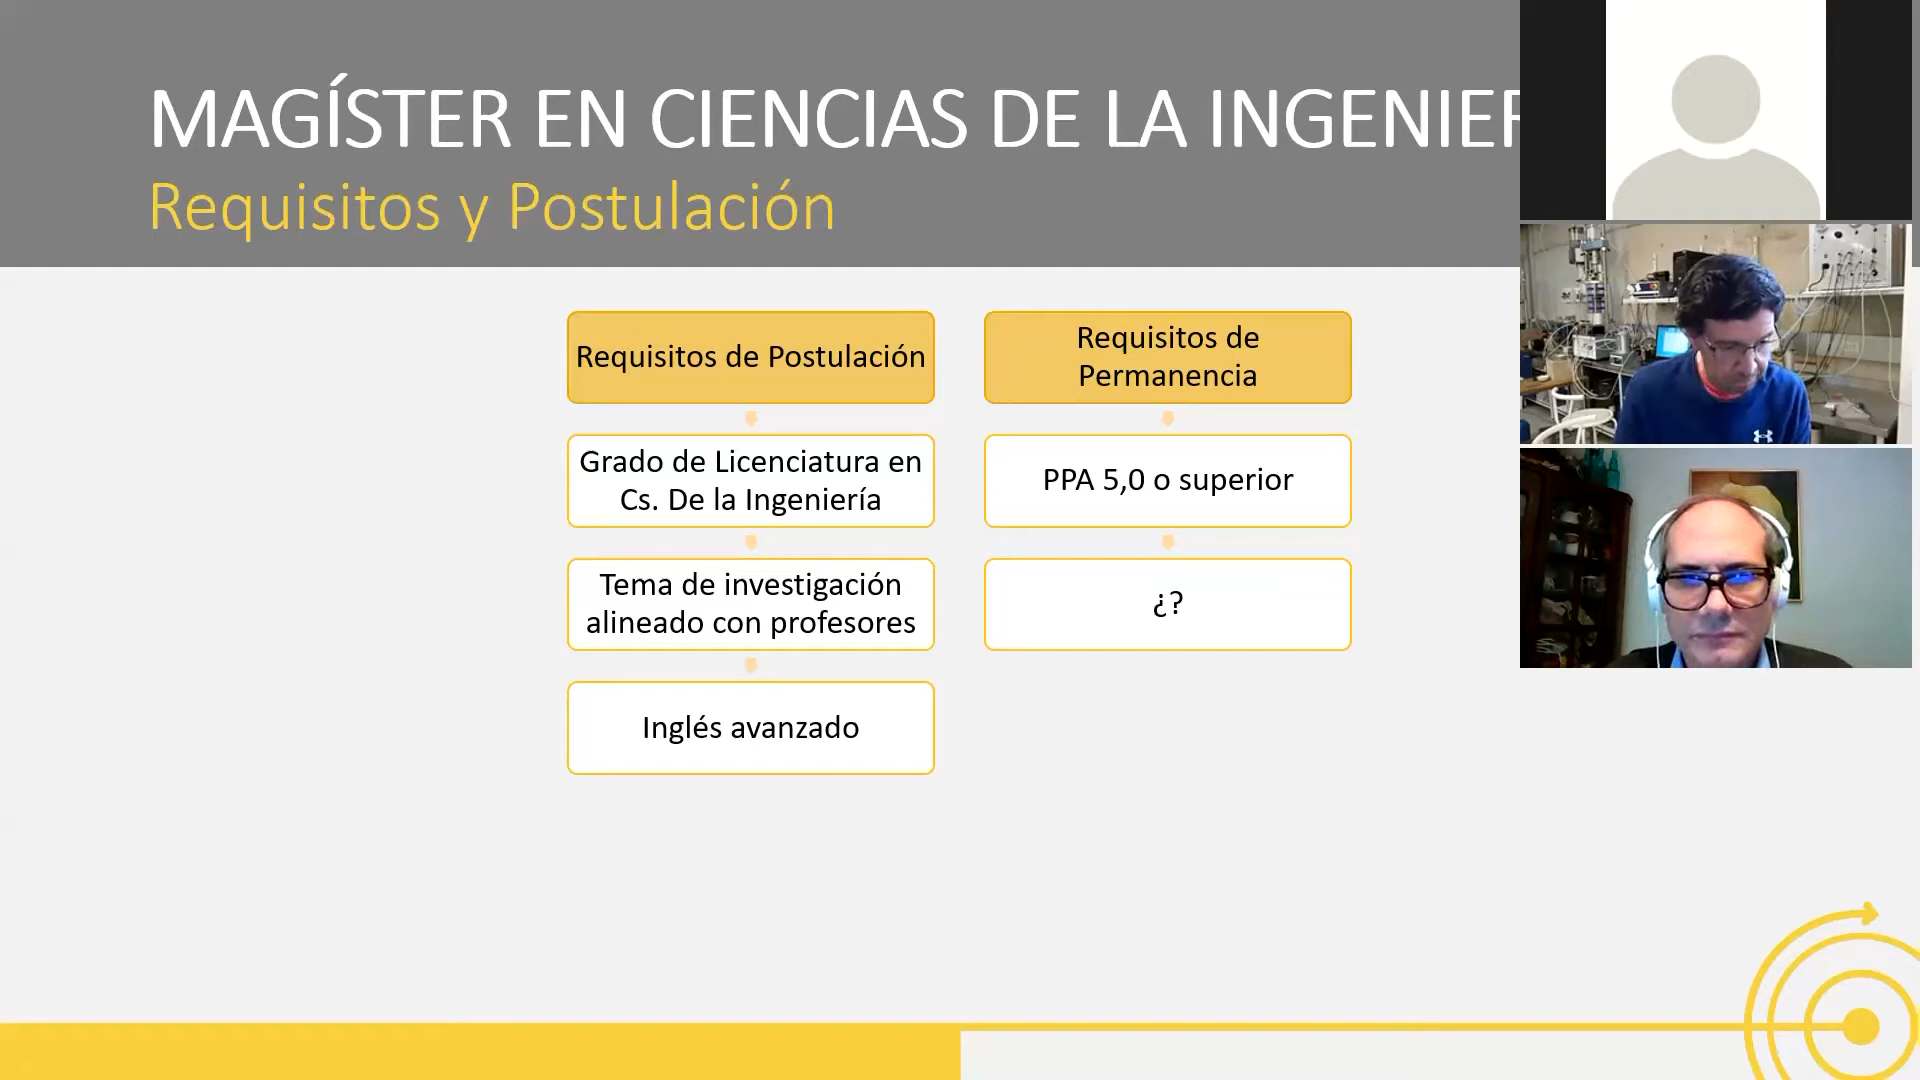 MAGÍSTER EN CIENCIAS DE LA
Requisitos y Postulación
Requisitos de Postulación
Grado de Licenciatura en
Cs. De la Ingeniería
Tema de investigación
alineado con profesores
Inglés avanzado
Requisitos de
Permanencia
PPA 5,0 o superior
¿?